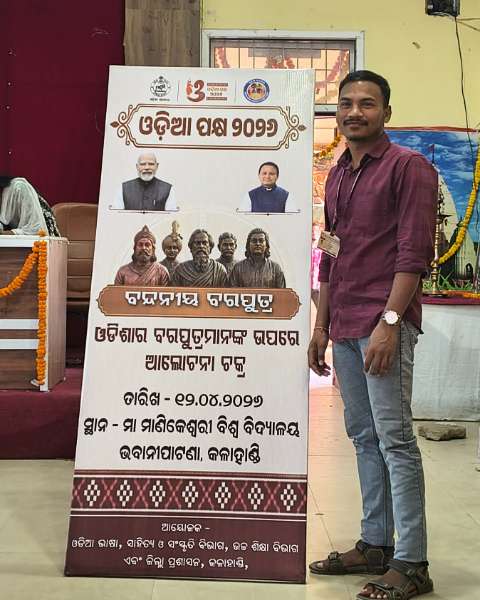 ଓଡ଼ିଆ ପକ୍ଷ ୨୦୨୬
ବନ୍ଦନୀୟ ବରପୁତ୍ର
ଓଡିଶାର ବରପୁତ୍ରମାନଙ୍କ ଉପରେ
ଆଲୋଚନା ଚକ୍ର
ତାରିଖ - ୧୨.୦୪.୨୦୨୬
ସ୍ଥାନ - ମା ମାଣିକେଶ୍ୱରୀ ବିଶ୍ୱ ବିଦ୍ୟାଳୟ
ଭବାନୀପାଟଣା, କଳାହାଣ୍ଡି
ଆୟୋଜକ -
ଓଡିଆ ଭାଷା, ସାହିତ୍ୟ ଓ ସଂସ୍କୃତି ବିଭାଗ, ଉଚ୍ଚ ଶିକ୍ଷା ବିଭାଗ
ଏବଂ ଜିଲ୍ଲା ପ୍ରଶାସନ, କଳାହାଣ୍ଡି,